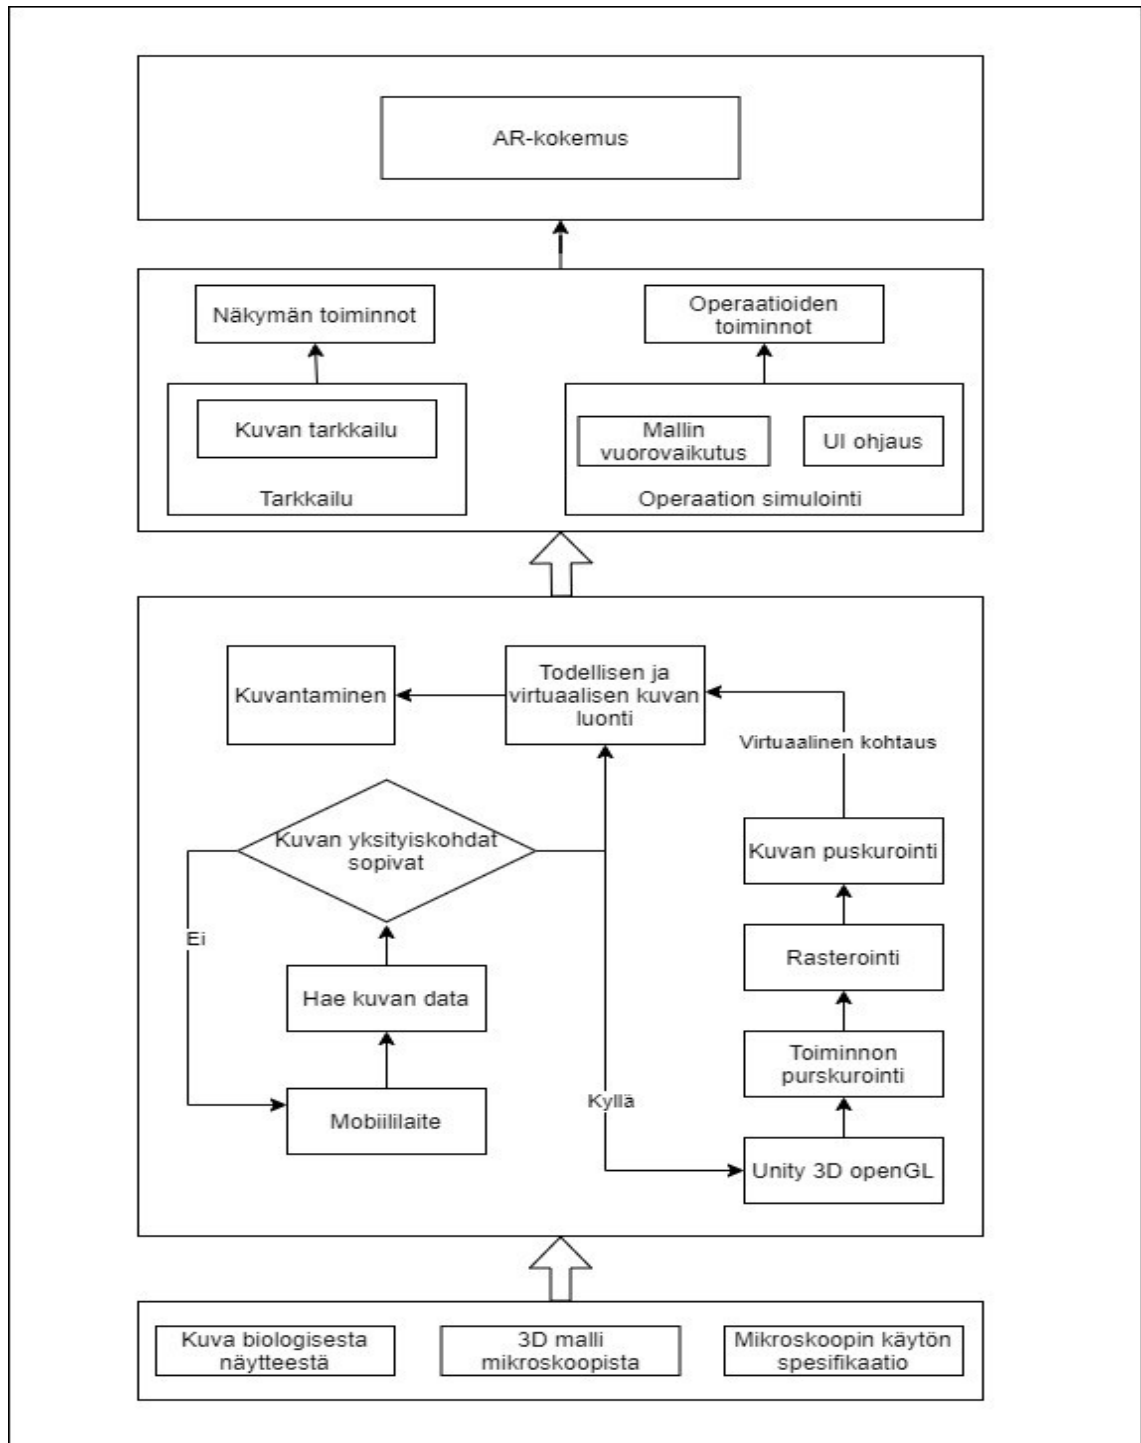 AR-kokemus
Näkymän toiminnot
Operaatioiden
toiminnot
Kuvan tarkkailu
Mallin
vuorovaikutus
UI ohjaus
Tarkkailu
Operaation simulointi
Kuvantaminen
Todellisen ja
virtuaalisen kuvan
luonti
Virtuaalinen kohtaus
Kuvan yksityiskohdat
sopivat
Kuvan puskurointi
Ei
Rasterointi
Hae kuvan data
Toiminnon
purskurointi
Kyllä
Mobiililaite
Unity 3D openGL
Kuva biologisesta
näytteestä
3D malli
mikroskoopista
Mikroskoopin käytön
spesifikaatio